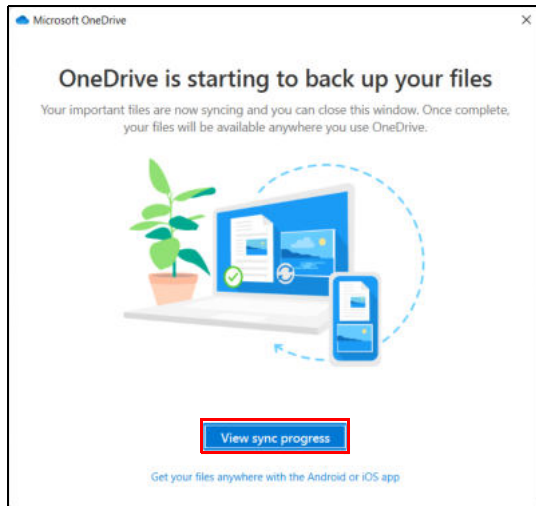 Microsoft OneDrive
OneDrive is starting to back up your files
Your important files are now syncing and you can close this window. Once complete,
your files will be available anywhere you use OneDrive.
View sync progress
Get your files anywhere with the Android or iOS app